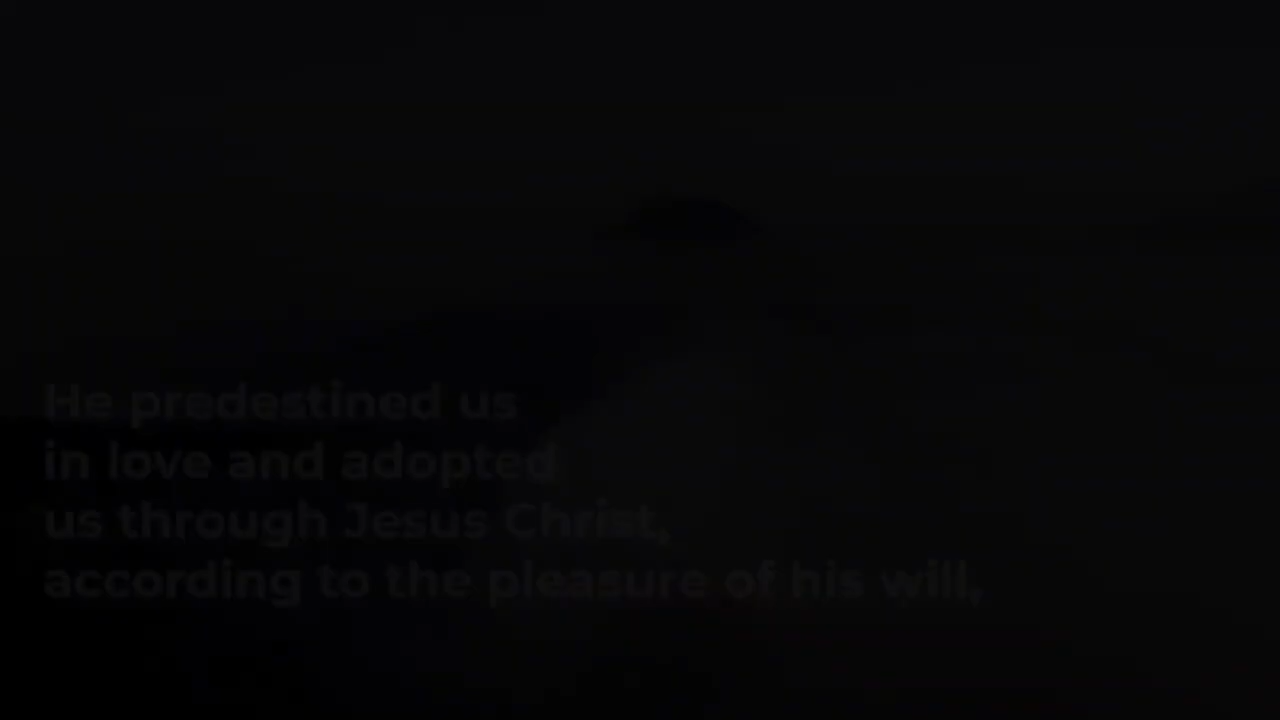 He predestined us
in love and adopted
us through Jesus Christ,
according to the pleasure of his will,